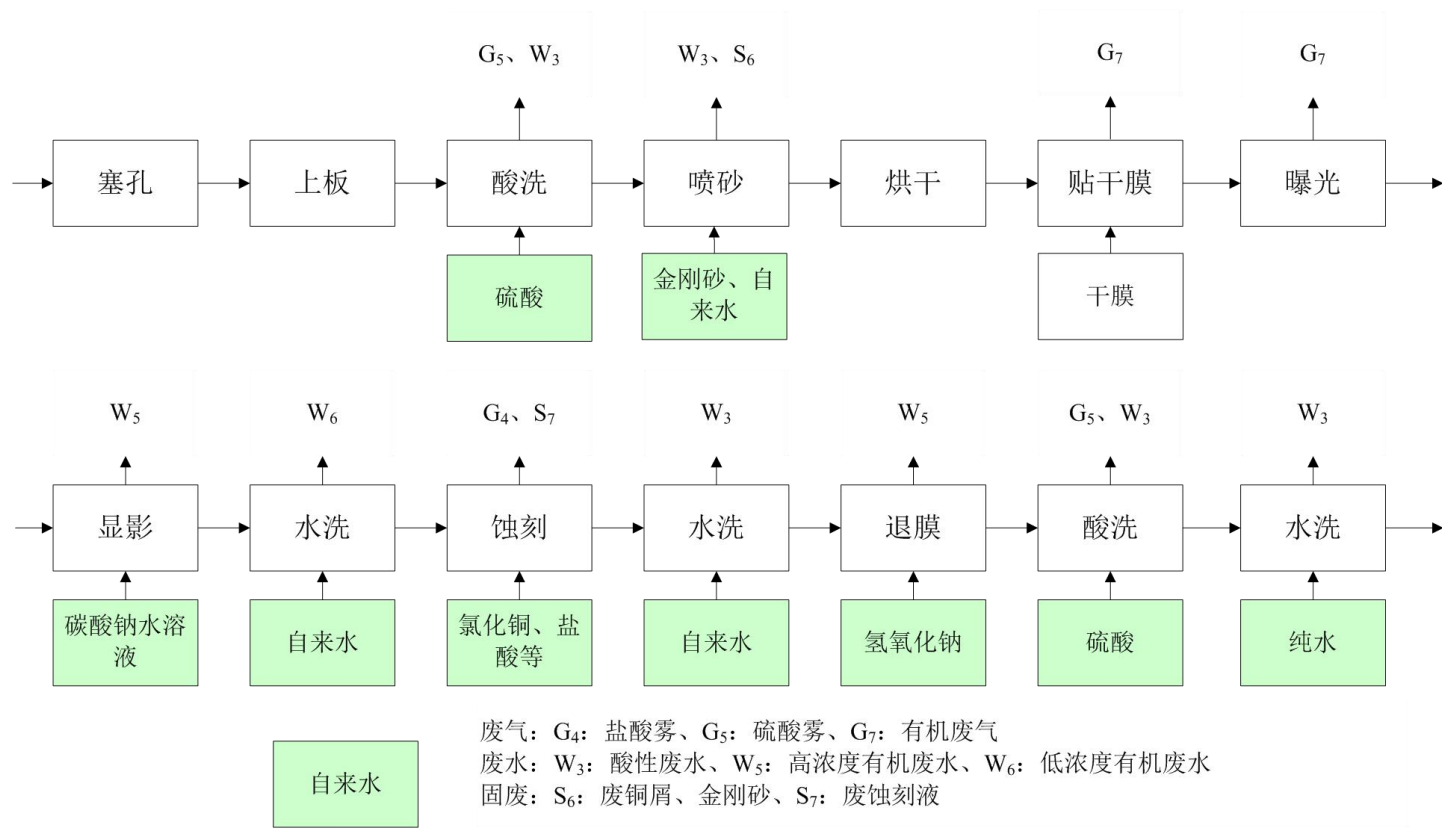 G₅、W₃
W₃、S₆
G₇
G₇
塞孔
上板
酸洗
喷砂
烘干
贴干膜
曝光
硫酸
金刚砂、自
来水
干膜
W₅
W₆
G₄、S₇
W₃
W₅
G₅、W₃
W₃
显影
水洗
蚀刻
水洗
退膜
酸洗
水洗
碳酸钠水溶
液
自来水
氯化铜、盐
酸等
自来水
氢氧化钠
硫酸
纯水
自来水
废气：G₄：盐酸雾、G₅：硫酸雾、G₇：有机废气
废水：W₃：酸性废水、W₅：高浓度有机废水、W₆：低浓度有机废水
固废：S₆：废铜屑、金刚砂、S₇：废蚀刻液